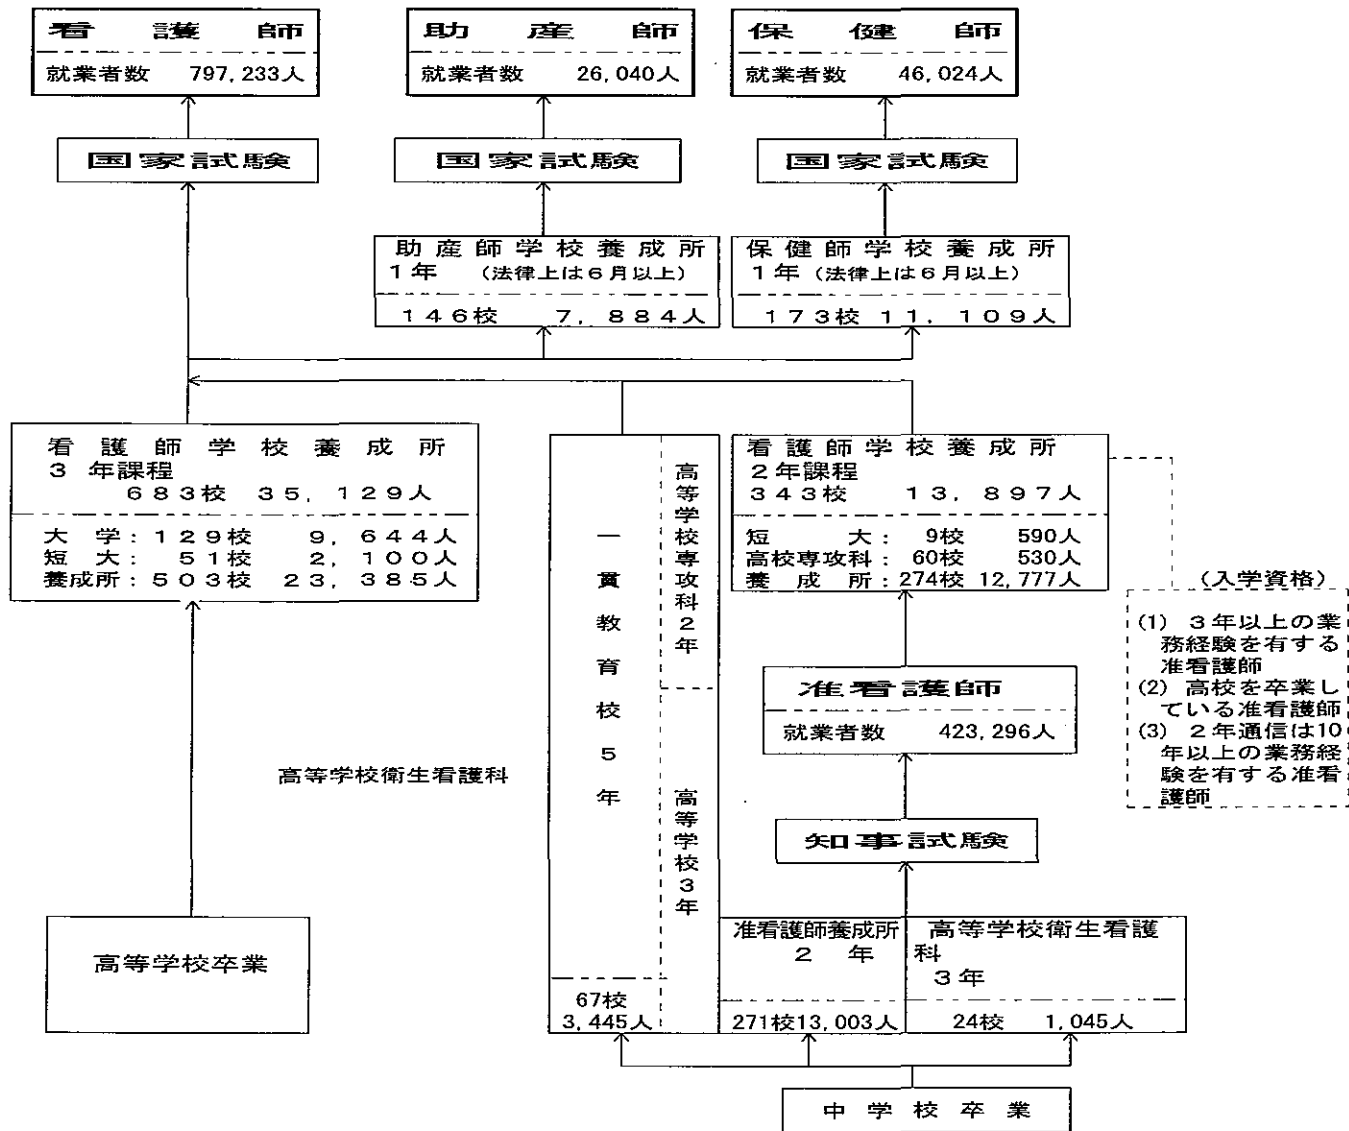 看護師
就業者数 797,233人
助産師
就業者数 26,040人
保健師
就業者数 46,024人
国家試験
国家試験
国家試験
助産師学校養成所
1年 (法律上は6月以上)
146校 7,884人
保健師学校養成所
1年(法律上は6月以上)
173校 11,109人
看護師学校養成所
3年課程
683校 35,129人
大学:129校 9,644人
短大:51校 2,100人
養成所:503校 23,385人
一貫教育校5年
高等学校専攻科2年
高等学校3年
67校
3,445人
看護師学校養成所
2年課程
343校 13,897人
短大:9校 590人
高校専攻科:60校 530人
養成所:274校 12,777人
(入学資格)
(1) 3年以上の業
務経験を有する
准看護師
(2) 高校を卒業し
ている准看護師
(3) 2年通信は10
年以上の業務経
験を有する准看
護師
准看護師
就業者数 423,296人
高等学校衛生看護科
知事試験
高等学校卒業
准看護師養成所
2年
271校13,003人
高等学校衛生看護
科
3年
24校 1,045人
中学校卒業